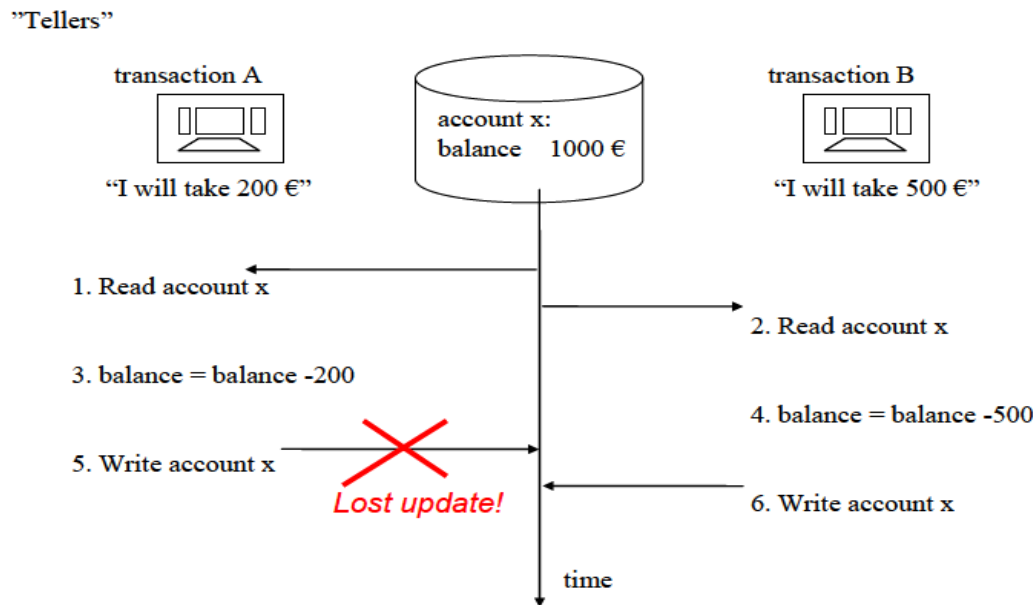 ”Tellers”
transaction A
transaction B
account x:
balance 1000 €
“I will take 200 €”
“I will take 500 €”
1. Read account x
2. Read account x
3. balance = balance -200
4. balance = balance -500
5. Write account x
Lost update!
6. Write account x
time